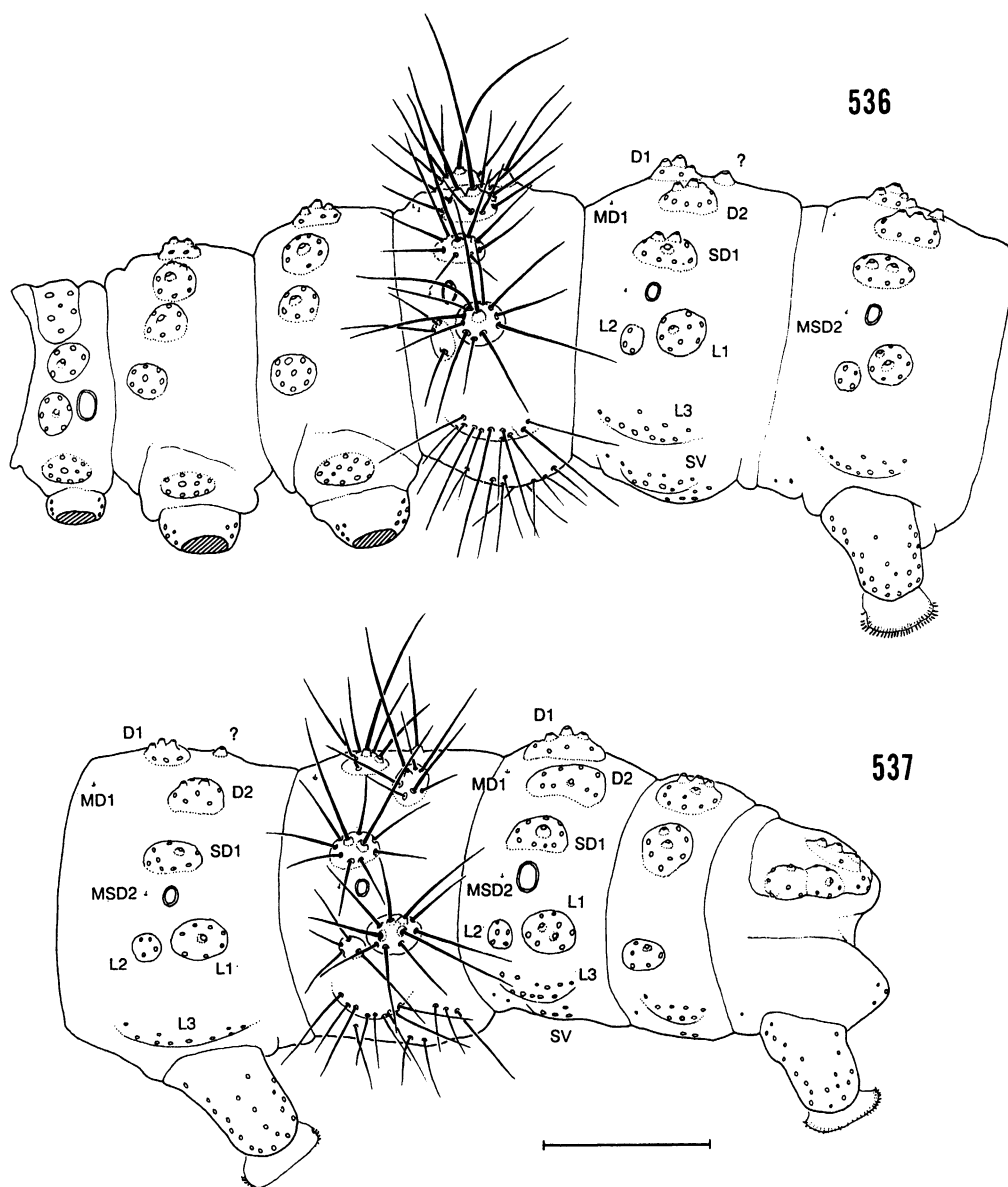 536
D1 ?
MD1 D2
SD1
L2 L1
MSD2
L3
SV
537
D1 ? D1
MD1 D2 MD1 D2
SD1 SD1
MSD2 MSD2
L2 L1 L2 L1
L3 L3
SV